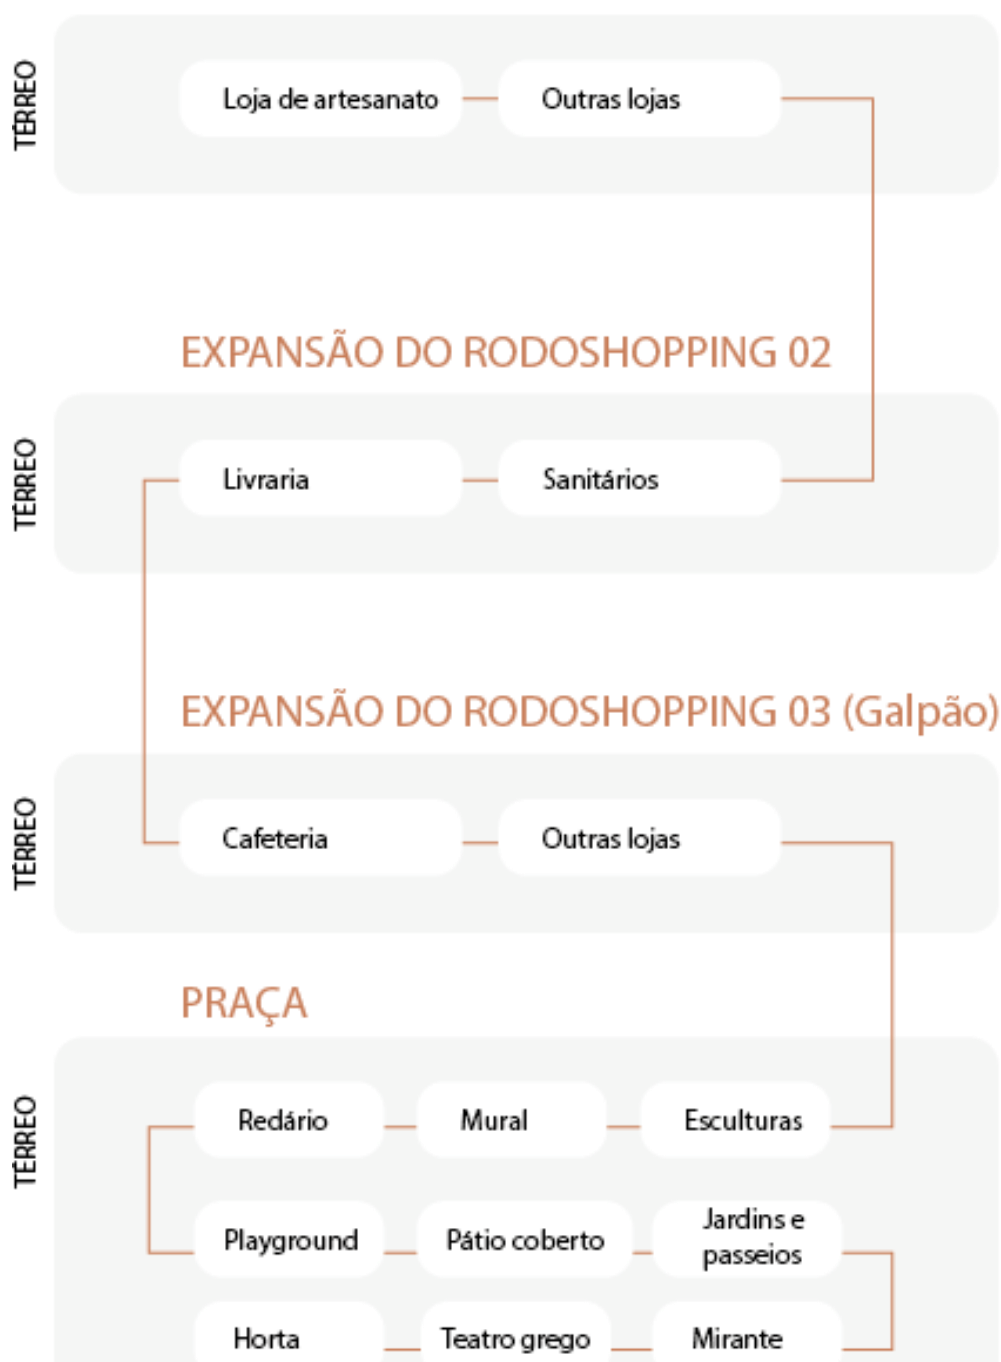 TÉRREO
Loja de artesanato
Outras lojas
EXPANSÃO DO RODOSHOPPING 02
TÉRREO
Livraria
Sanitários
EXPANSÃO DO RODOSHOPPING 03 (Galpão)
TÉRREO
Cafeteria
Outras lojas
PRAÇA
TÉRREO
Redário
Mural
Esculturas
Playground
Pátio coberto
Jardins e
passeios
Horta
Teatro grego
Mirante